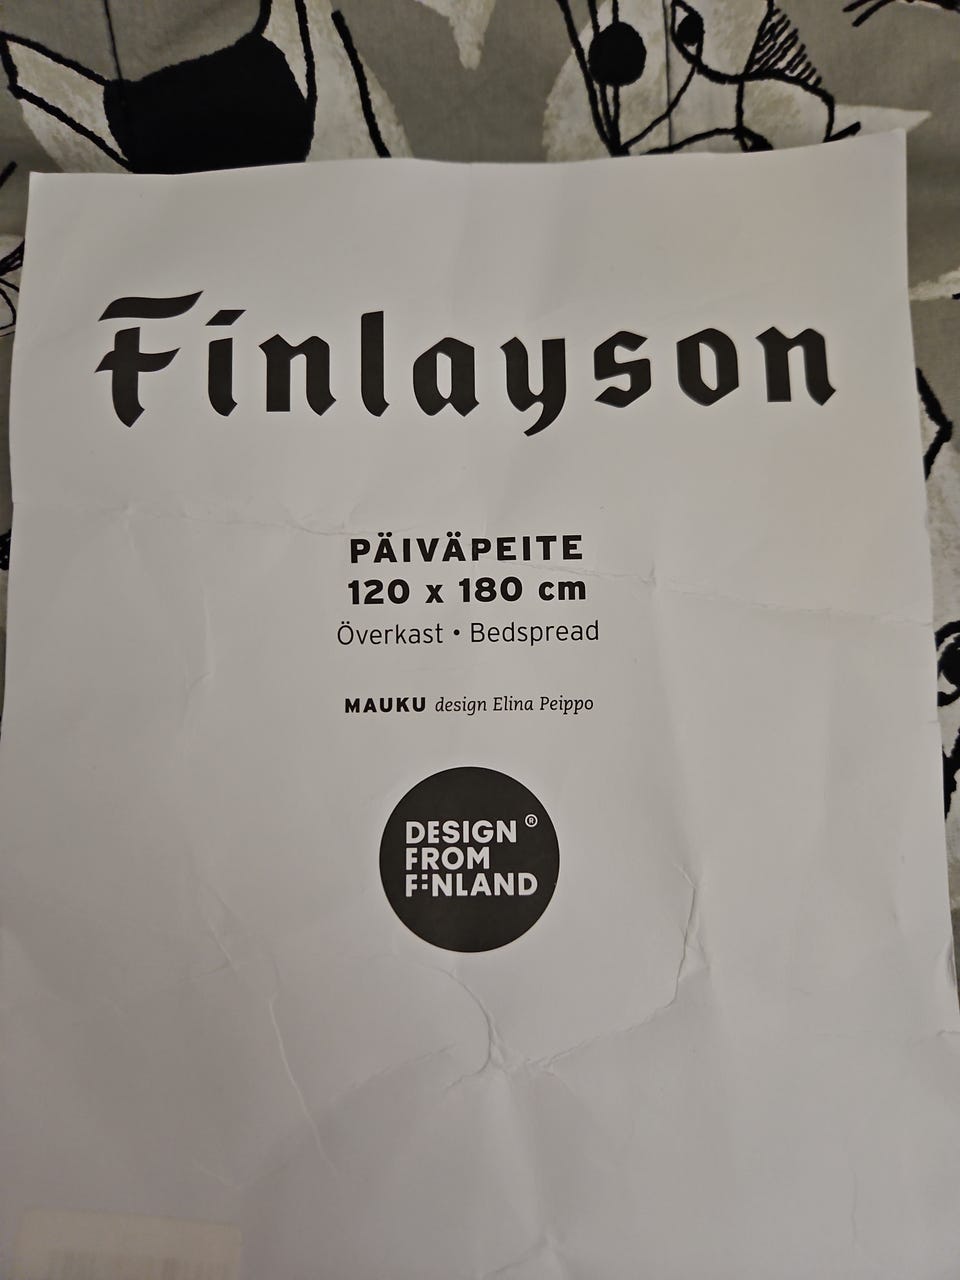 Finlayson
PÄIVÄPEITE
120 x 180 cm
Överkast • Bedspread
MAUKU design Elina Peippo
DESIGN ®
FROM
FINLAND